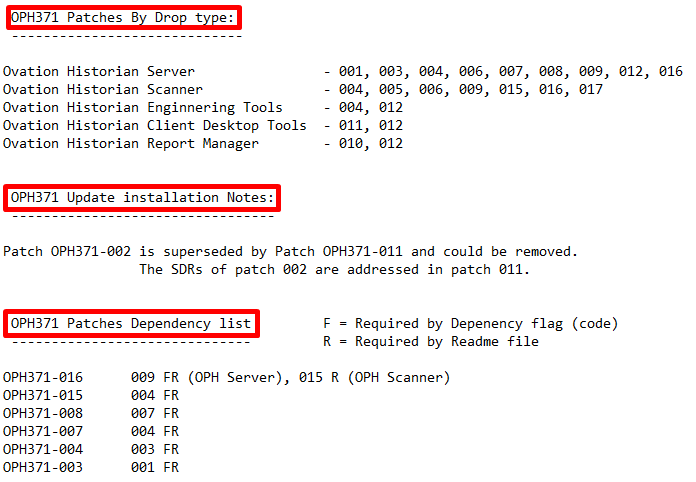 OPH371 Patches By Drop type:
-----------------------------
Ovation Historian Server - 001, 003, 004, 006, 007, 008, 009, 012, 016
Ovation Historian Scanner - 004, 005, 006, 009, 015, 016, 017
Ovation Historian Enginnering Tools - 004, 012
Ovation Historian Client Desktop Tools - 011, 012
Ovation Historian Report Manager - 010, 012
OPH371 Update installation Notes:
---------------------------------
Patch OPH371-002 is superseded by Patch OPH371-011 and could be removed.
The SDRs of patch 002 are addressed in patch 011.
OPH371 Patches Dependency list F = Required by Depenency flag (code)
------------------------------ R = Required by Readme file
OPH371-016 009 FR (OPH Server), 015 R (OPH Scanner)
OPH371-015 004 FR
OPH371-008 007 FR
OPH371-007 004 FR
OPH371-004 003 FR
OPH371-003 001 FR